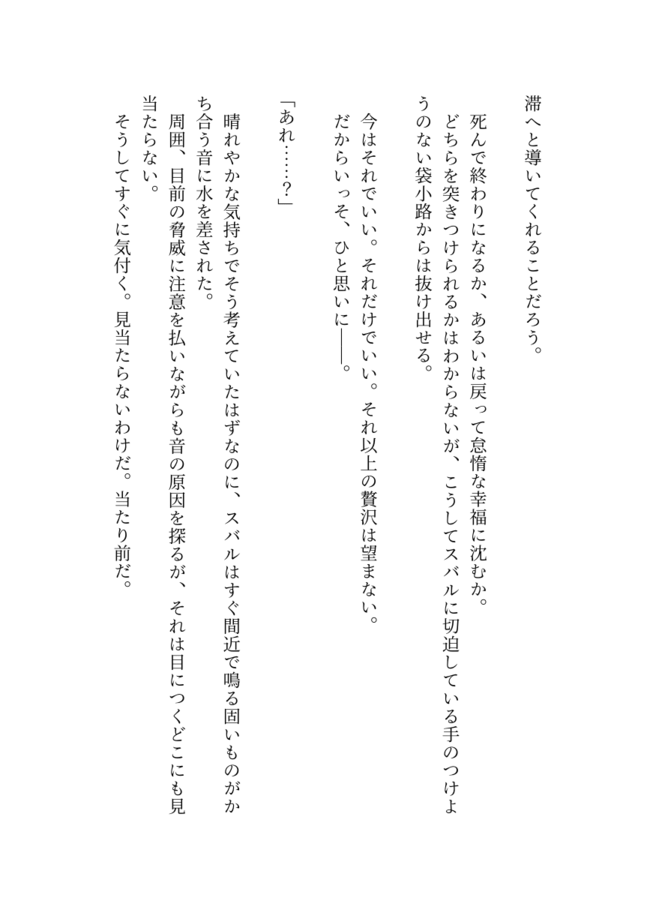 滞へと導いてくれることだろう。
死んで終わりになるか、あるいは戻って怠惰な幸福に沈むか。
どちらを突きつけられるかはわからないが、こうしてスバルに切迫している手のつけよ
うのない袋小路からは抜け出せる。
今はそれでいい。それだけでいい。それ以上の贅沢は望まない。
だからいっそ、ひと思いに――。
「あれ……？」
晴れやかな気持ちでそう考えていたはずなのに、スバルはすぐ間近で鳴る固いものがか
ち合う音に水を差された。
周囲、目前の脅威に注意を払いながらも音の原因を探るが、それは目につくどこにも見
当たらない。
そうしてすぐに気付く。見当たらないわけだ。当たり前だ。